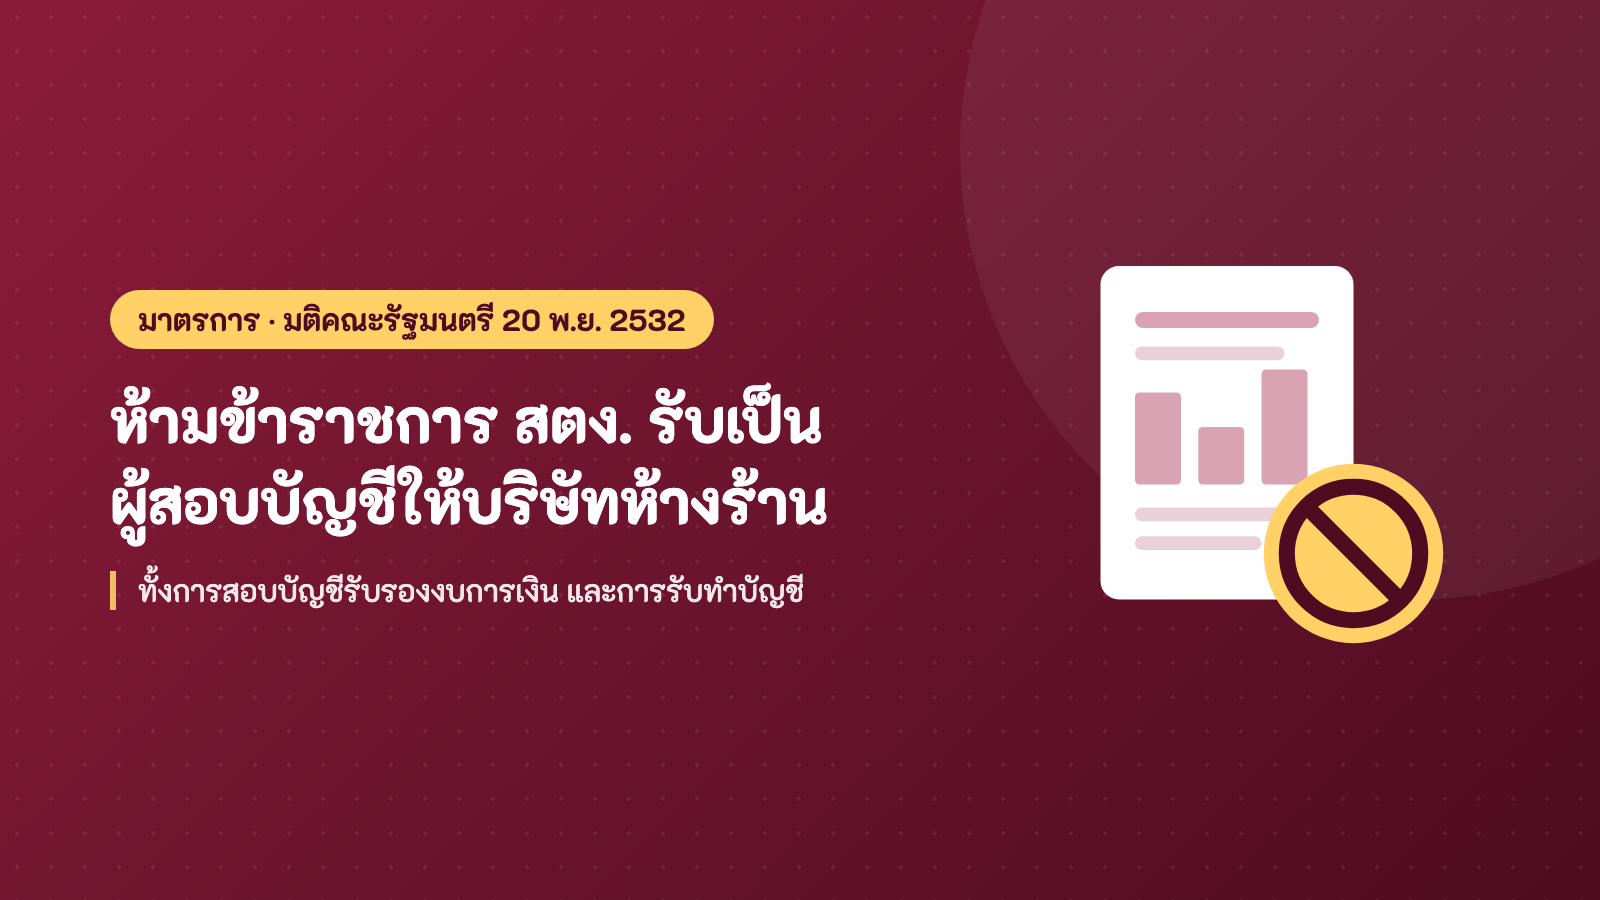 มาตรการ · มติคณะรัฐมนตรี 20 พ.ย. 2532
ห้ามข้าราชการ สตง. รับเป็น
ผู้สอบบัญชีให้บริษัทห้างร้าน
ทั้งการสอบบัญชีรับรองงบการเงิน และการรับทำบัญชี